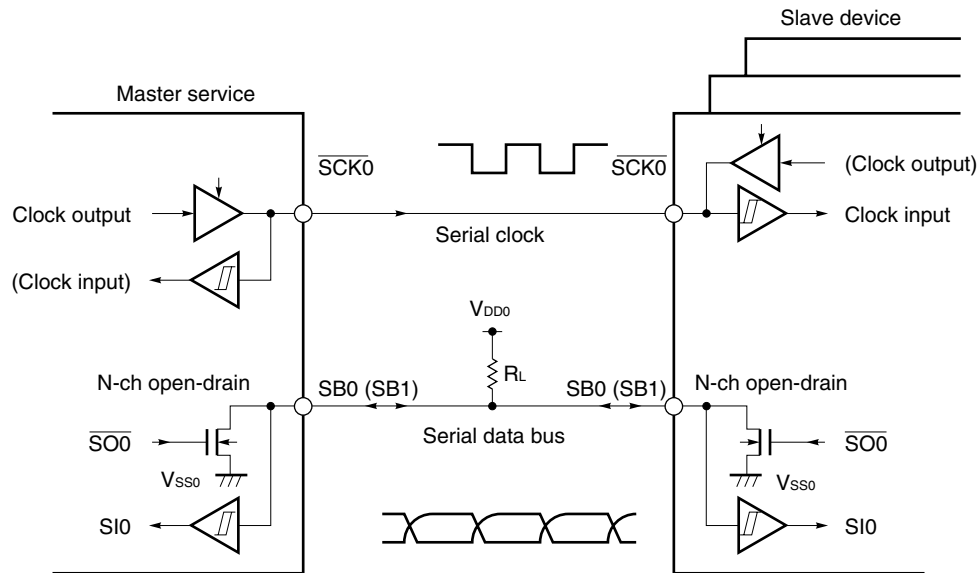 Slave device
Master service
SCK0
SCK0
(Clock output)
Clock output
Clock input
Serial clock
(Clock input)
VDD0
RL
N-ch open-drain
SB0 (SB1)
SB0 (SB1)
N-ch open-drain
SO0
Serial data bus
SO0
VSS0
VSS0
SI0
SI0